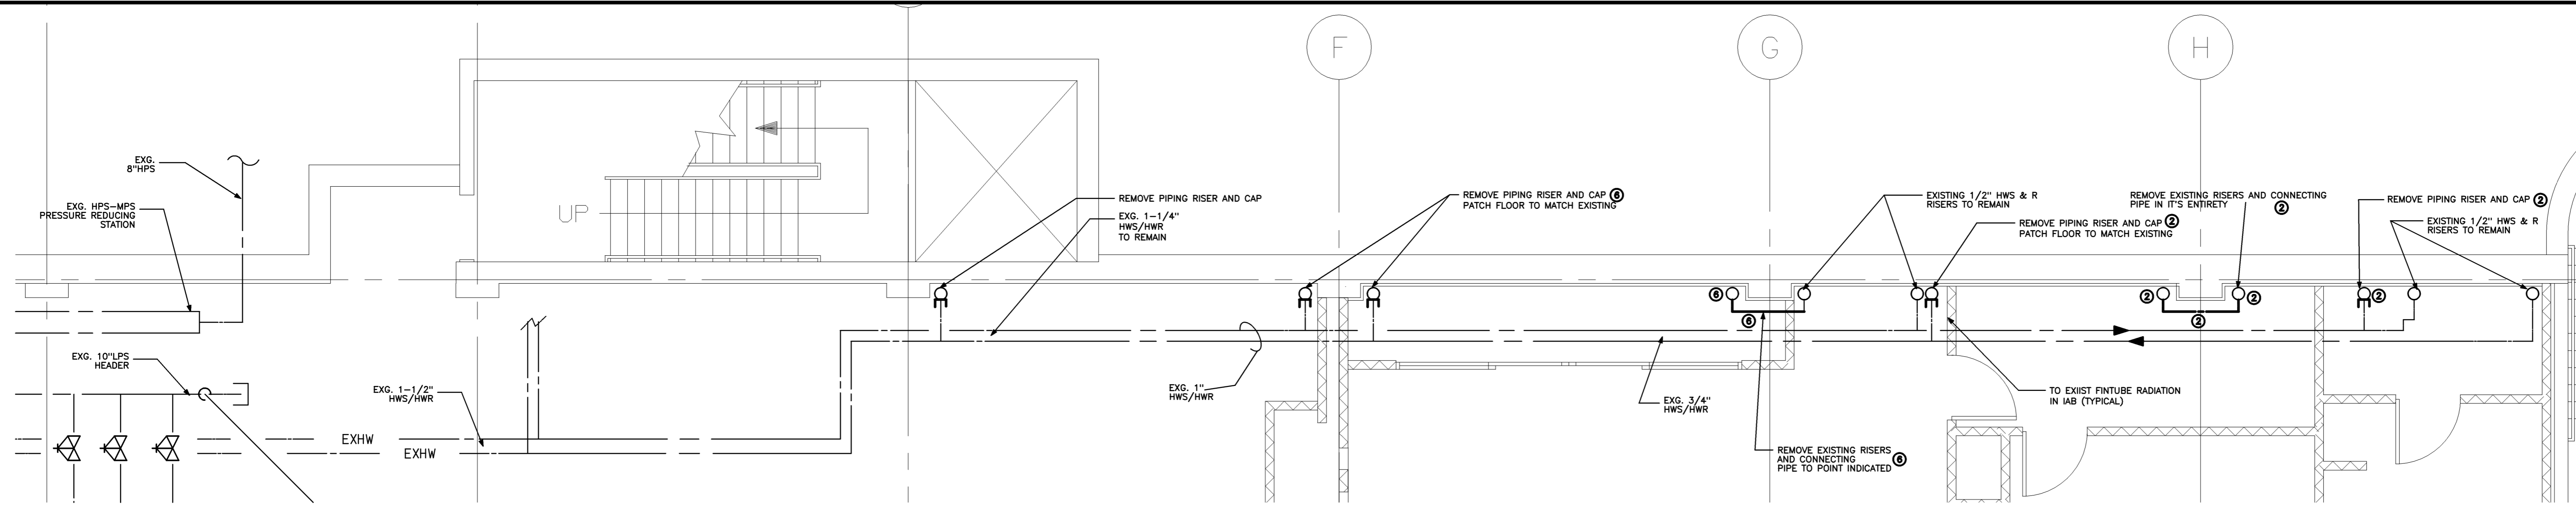 F
G
H
EXG.
8"HPS
EXG. HPS-MPS
PRESSURE REDUCING
STATION
UP
REMOVE PIPING RISER AND CAP
EXG. 1-1/4"
HWS/HWR
TO REMAIN
REMOVE PIPING RISER AND CAP 6
PATCH FLOOR TO MATCH EXISTING
EXISTING 1/2" HWS & R
RISERS TO REMAIN
REMOVE PIPING RISER AND CAP 2
PATCH FLOOR TO MATCH EXISTING
REMOVE EXISTING RISERS AND CONNECTING
PIPE IN IT'S ENTIRETY 2
REMOVE PIPING RISER AND CAP 2
EXISTING 1/2" HWS & R
RISERS TO REMAIN
6
2
2
2
6
2
EXG. 10"LPS
HEADER
EXG. 1-1/2"
HWS/HWR
EXHW
EXHW
EXG. 1"
HWS/HWR
EXG. 3/4"
HWS/HWR
TO EXIIST FINTUBE RADIATION
IN IAB (TYPICAL)
REMOVE EXISTING RISERS
AND CONNECTING 6
PIPE TO POINT INDICATED